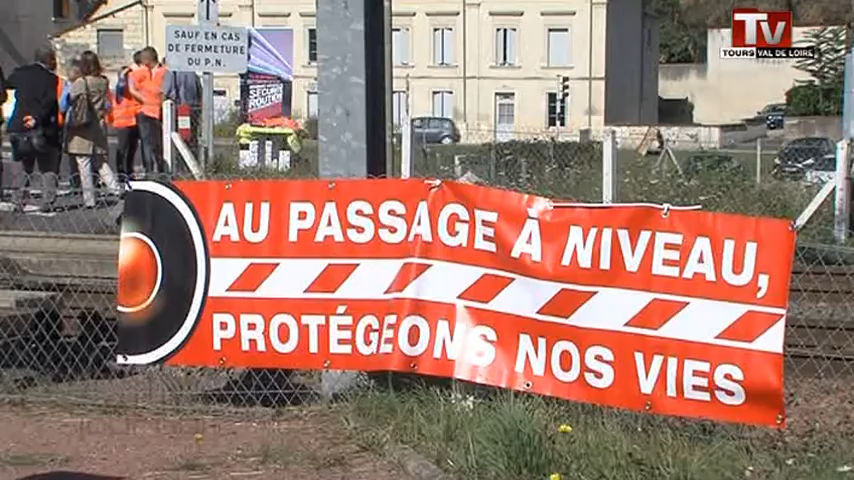 TV
TOURS VAL DE LOIRE
SAUF EN CAS
DE FERMETURE
DU P.N.
SÉCURITÉ
ROUTIÈRE
AU PASSAGE À NIVEAU,
PROTÉGEONS NOS VIES